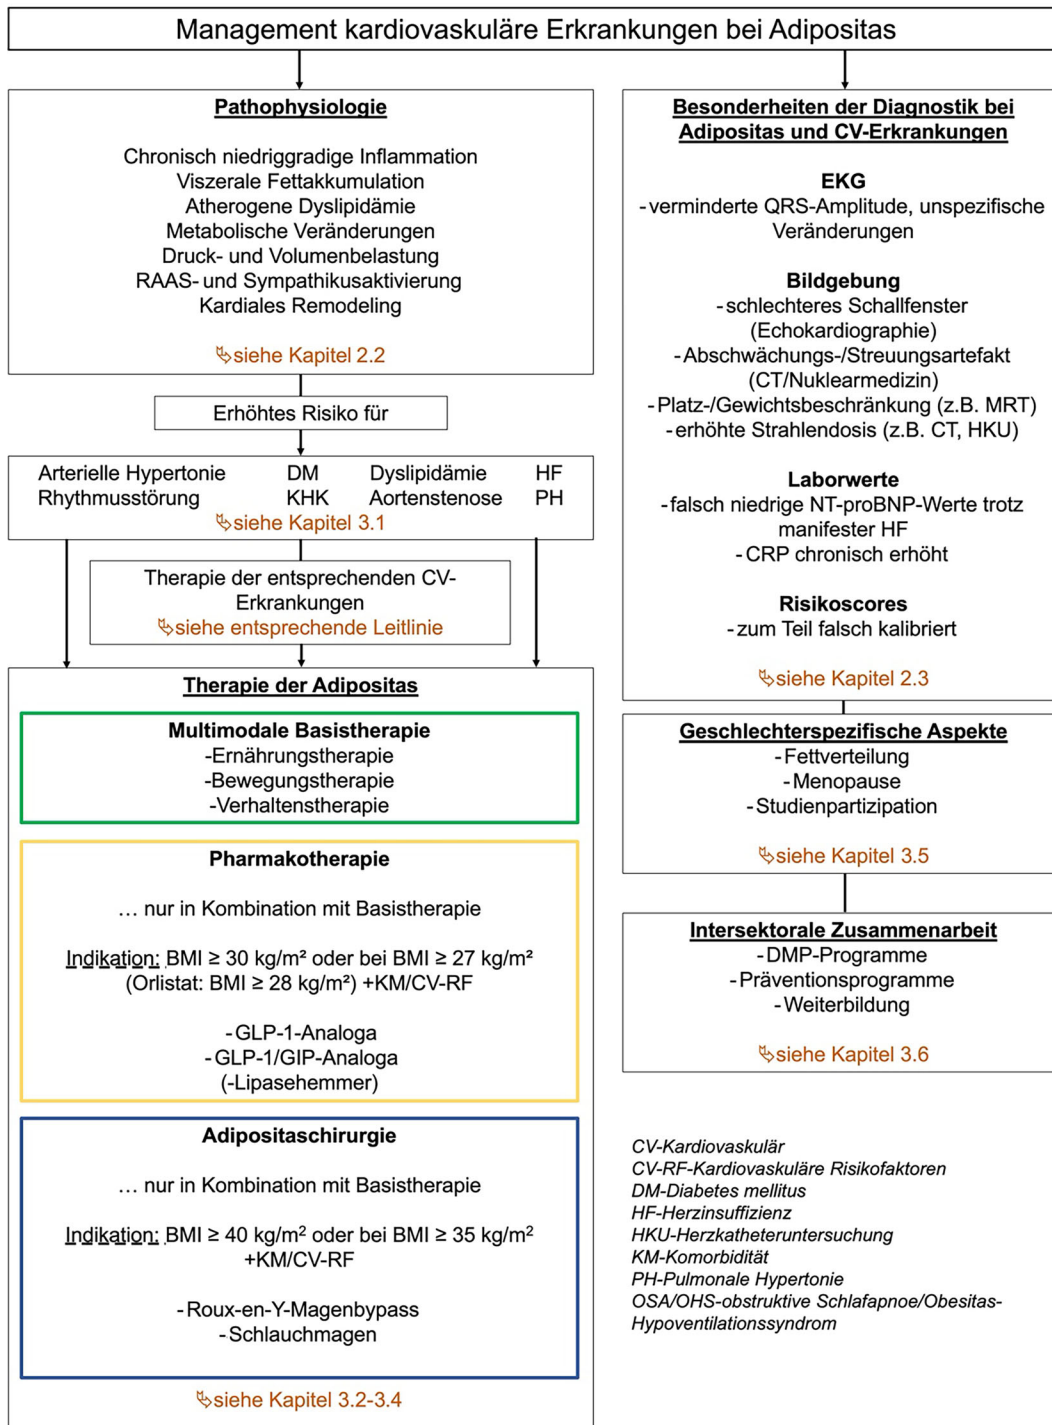 Management kardiovaskuläre Erkrankungen bei Adipositas
Pathophysiologie
Chronisch niedriggradige Inflammation
Viszerale Fettakkumulation
Atherogene Dyslipidämie
Metabolische Veränderungen
Druck- und Volumenbelastung
RAAS- und Sympathikusaktivierung
Kardiales Remodeling
⮱siehe Kapitel 2.2
Erhöhtes Risiko für
Arterielle Hypertonie DM Dyslipidämie HF
Rhythmusstörung KHK Aortenstenose PH
⮱siehe Kapitel 3.1
Therapie der entsprechenden CV-
Erkrankungen
⮱siehe entsprechende Leitlinie
Therapie der Adipositas
Multimodale Basistherapie
-Ernährungstherapie
-Bewegungstherapie
-Verhaltenstherapie
Pharmakotherapie
… nur in Kombination mit Basistherapie
Indikation: BMI ≥ 30 kg/m² oder bei BMI ≥ 27 kg/m²
(Orlistat: BMI ≥ 28 kg/m²) +KM/CV-RF
-GLP-1-Analoga
-GLP-1/GIP-Analoga
(-Lipasehemmer)
Adipositaschirurgie
… nur in Kombination mit Basistherapie
Indikation: BMI ≥ 40 kg/m² oder bei BMI ≥ 35 kg/m²
+KM/CV-RF
-Roux-en-Y-Magenbypass
-Schlauchmagen
⮱siehe Kapitel 3.2-3.4
Besonderheiten der Diagnostik bei
Adipositas und CV-Erkrankungen
EKG
-verminderte QRS-Amplitude, unspezifische
Veränderungen
Bildgebung
-schlechteres Schallfenster
(Echokardiographie)
-Abschwächungs-/Streuungsartefakt
(CT/Nuklearmedizin)
-Platz-/Gewichtsbeschränkung (z.B. MRT)
-erhöhte Strahlendosis (z.B. CT, HKU)
Laborwerte
-falsch niedrige NT-proBNP-Werte trotz
manifester HF
-CRP chronisch erhöht
Risikoscores
-zum Teil falsch kalibriert
⮱siehe Kapitel 2.3
Geschlechterspezifische Aspekte
-Fettverteilung
-Menopause
-Studienpartizipation
⮱siehe Kapitel 3.5
Intersektorale Zusammenarbeit
-DMP-Programme
-Präventionsprogramme
-Weiterbildung
⮱siehe Kapitel 3.6
CV-Kardiovaskulär
CV-RF-Kardiovaskuläre Risikofaktoren
DM-Diabetes mellitus
HF-Herzinsuffizienz
HKU-Herzkatheteruntersuchung
KM-Komorbidität
PH-Pulmonale Hypertonie
OSA/OHS-obstruktive Schlafapnoe/Obesitas-
Hypoventilationssyndrom